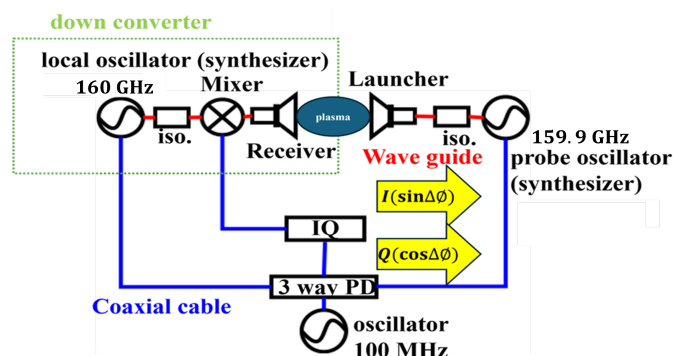 down converter
local oscillator (synthesizer)
160 GHz
Mixer
Launcher
plasma
iso.
iso.
159.9 GHz
Receiver
Wave guide
probe oscillator
(synthesizer)
I(sinΔØ)
IQ
Q(cosΔØ)
3 way PD
Coaxial cable
oscillator
100 MHz